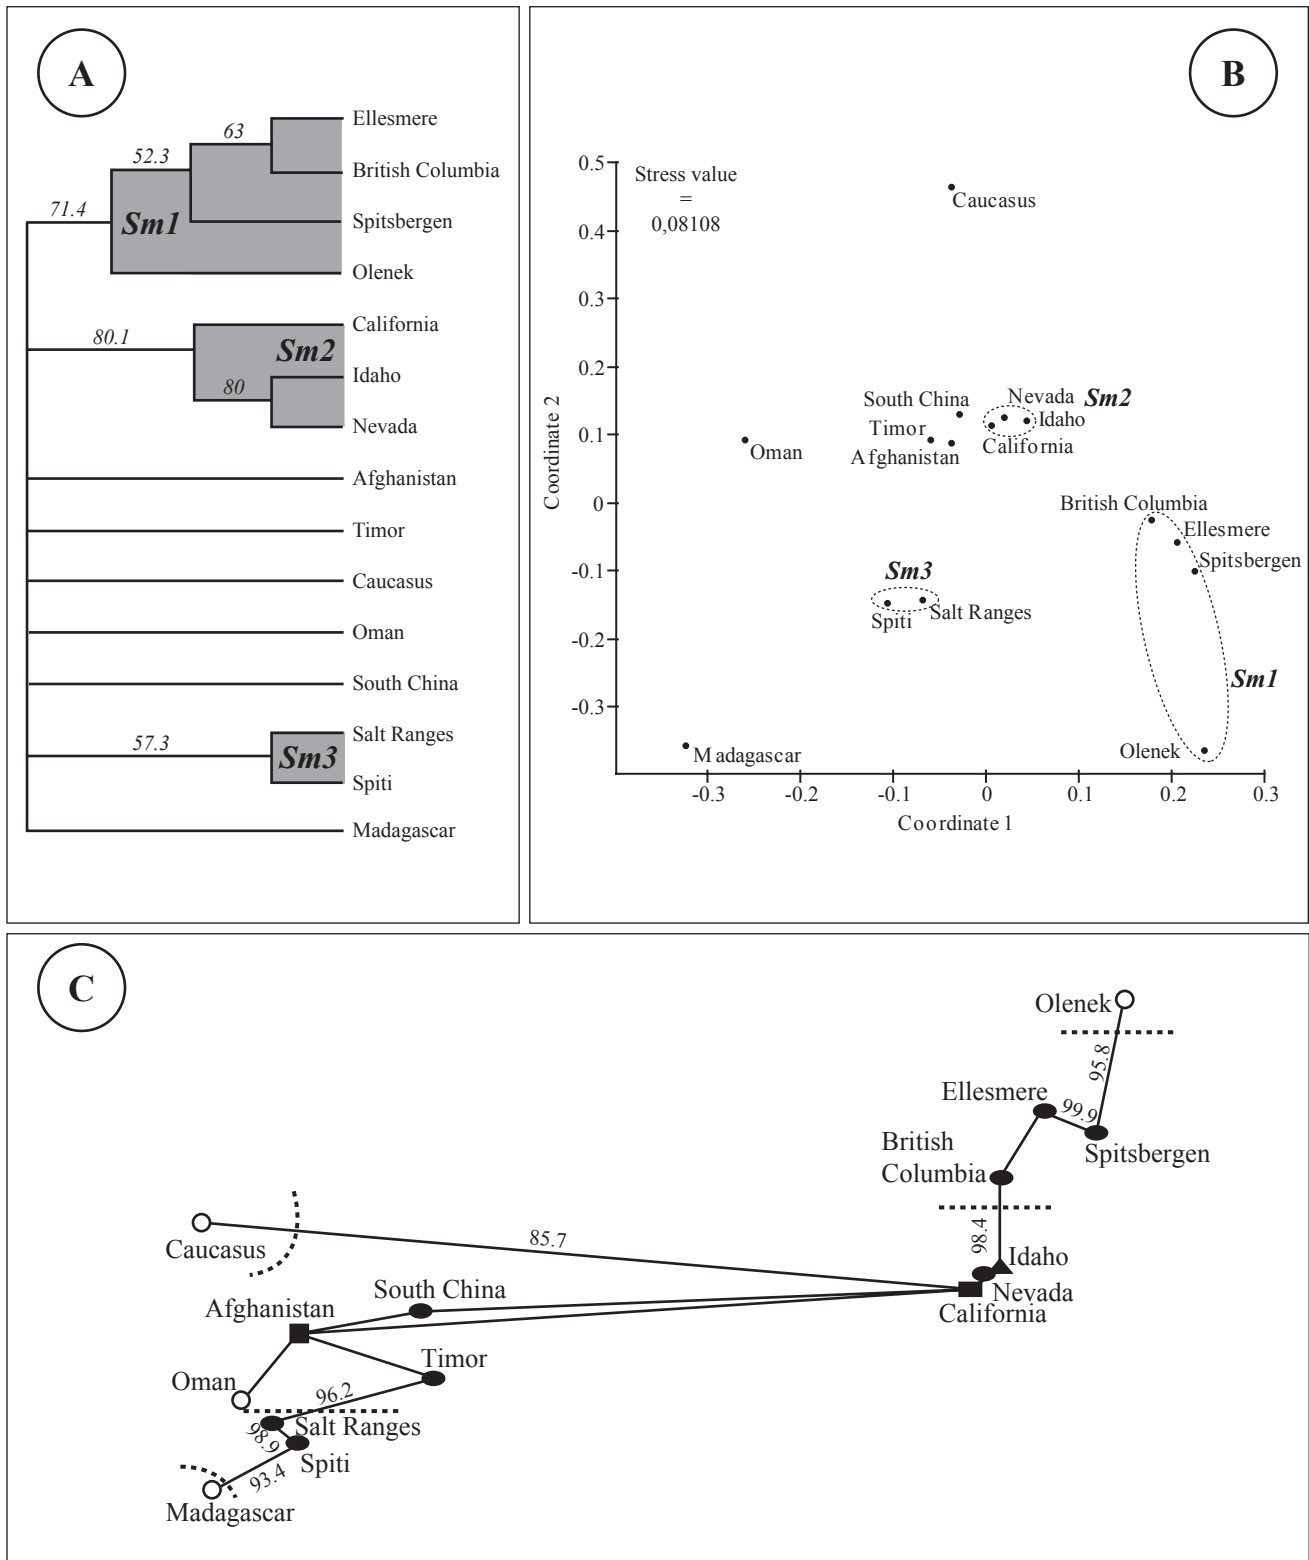 A
63
Ellesmere
52.3
British Columbia
71.4
Sm1
Spitsbergen
Olenek
80.1
California
Sm2
80
Idaho
Nevada
Afghanistan
Timor
Caucasus
Oman
South China
57.3
Salt Ranges
Sm3
Spiti
Madagascar
B
Stress value
=
0,08108
Coordinate 2
0.5
0.4
0.3
0.2
0.1
0
-0.1
-0.2
-0.3
Caucasus
South China
Nevada
Sm2
Timor
Idaho
Afghanistan
California
Oman
British Columbia
Ellesmere
Spitsbergen
Sm3
Spiti
Salt Ranges
Sm1
Olenek
Madagascar
-0.3
-0.2
-0.1
0
0.1
0.2
0.3
Coordinate 1
C
Olenek
95.8
Ellesmere
99.9
Spitsbergen
British
Columbia
98.4
Idaho
Nevada
California
Caucasus
85.7
South China
Afghanistan
Timor
Oman
96.2
Salt Ranges
98.9
Spiti
93.4
Madagascar